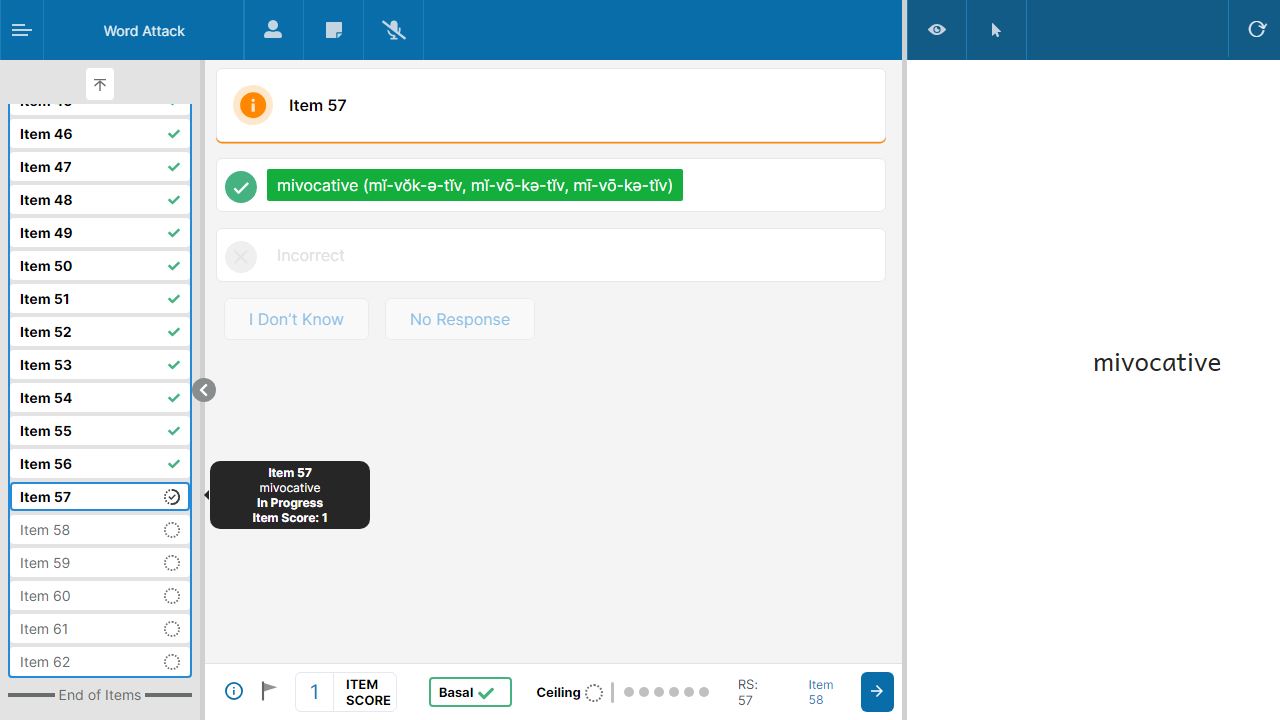 Word Attack
Item 46
Item 47
Item 48
Item 49
Item 50
Item 51
Item 52
Item 53
Item 54
Item 55
Item 56
Item 57
Item 58
Item 59
Item 60
Item 61
Item 62
End of Items
Item 57
mivocative (mĭ-vŏk-ə-tĭv, mĭ-vō-kə-tĭv, mī-vō-kə-tĭv)
Incorrect
I Don't Know
No Response
Item 57
mivocative
In Progress
Item Score: 1
1
ITEM
SCORE
Basal
Ceiling
RS:
57
Item
58
mivocative